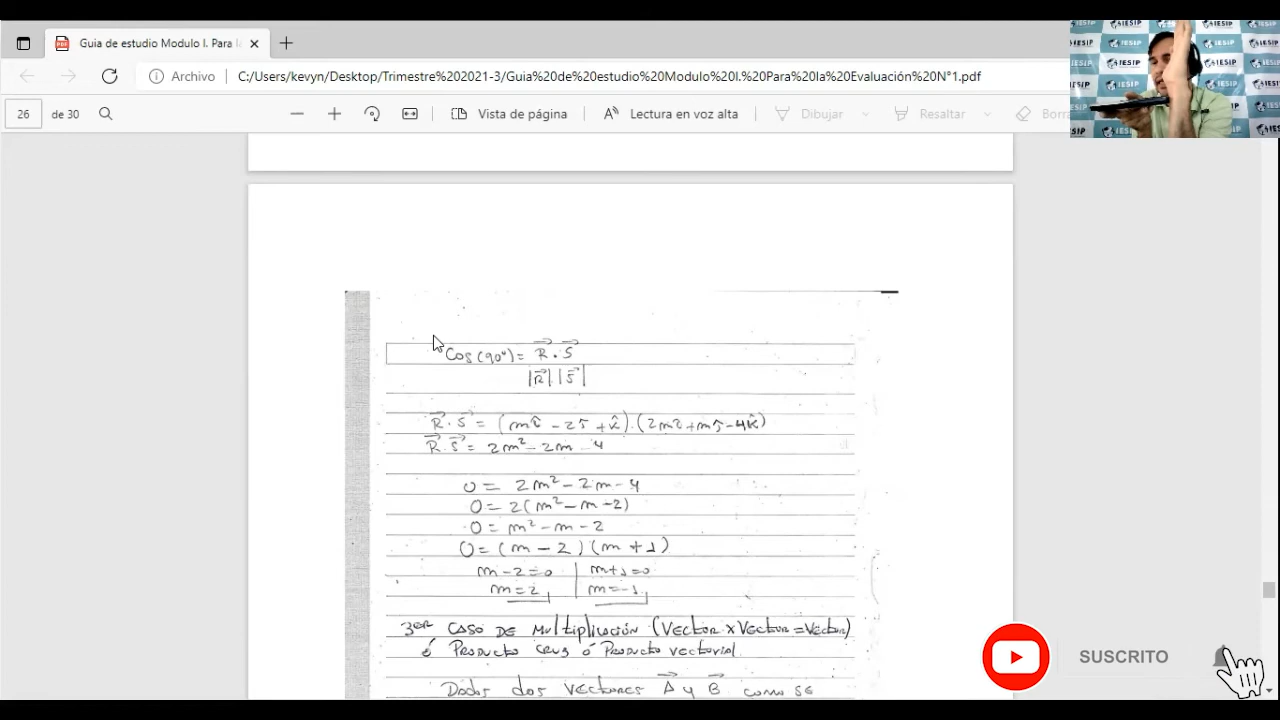 Guia de estudio Modulo I. Para la
Archivo
C:/Users/kevyn/Desktop/Trimestre%202021-3/Guia%20de%20estudio%20Modulo%20I.%20Para%20la%20Evaluación%20N°1.pdf
26 de 30
Vista de página
Lectura en voz alta
Dibujar
Resaltar
Borra
IESIP
Cos(90°) = R⃗ . S⃗
|R⃗| . |S⃗|
R⃗ . S⃗ = (mî - 2ĵ + k̂) . (2mî + mĵ - 4k̂)
R⃗ . S⃗ = 2m² - 2m - 4
0 = 2m² - 2m - 4
0 = 2(m² - m - 2)
0 = m² - m - 2
0 = (m - 2) (m + 1)
m - 2 = 0 | m + 1 = 0
m = 2 | m = -1
3er CASO DE Multiplicación (Vector x Vector = Vector)
ó Producto cruz ó Producto vectorial.
Dados dos vectores A⃗ y B⃗ como se
SUSCRITO